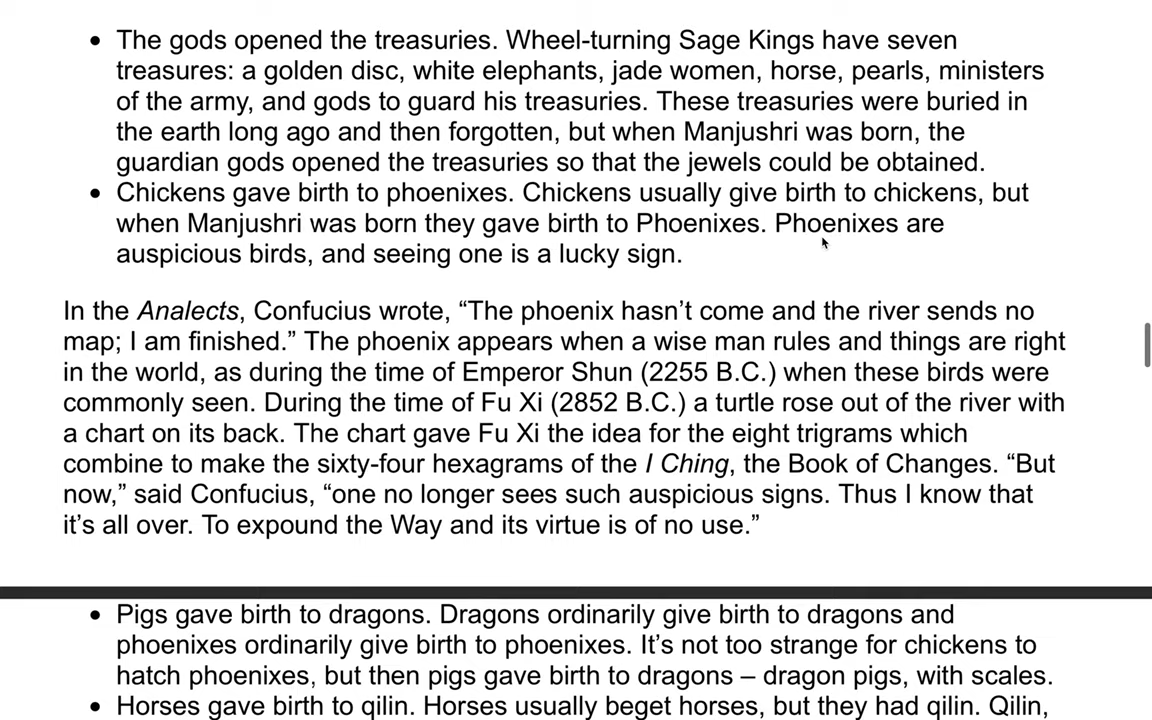 • The gods opened the treasuries. Wheel-turning Sage Kings have seven
treasures: a golden disc, white elephants, jade women, horse, pearls, ministers
of the army, and gods to guard his treasuries. These treasuries were buried in
the earth long ago and then forgotten, but when Manjushri was born, the
guardian gods opened the treasuries so that the jewels could be obtained.
• Chickens gave birth to phoenixes. Chickens usually give birth to chickens, but
when Manjushri was born they gave birth to Phoenixes. Phoenixes are
auspicious birds, and seeing one is a lucky sign.
In the Analects, Confucius wrote, “The phoenix hasn’t come and the river sends no
map; I am finished.” The phoenix appears when a wise man rules and things are right
in the world, as during the time of Emperor Shun (2255 B.C.) when these birds were
commonly seen. During the time of Fu Xi (2852 B.C.) a turtle rose out of the river with
a chart on its back. The chart gave Fu Xi the idea for the eight trigrams which
combine to make the sixty-four hexagrams of the I Ching, the Book of Changes. “But
now,” said Confucius, “one no longer sees such auspicious signs. Thus I know that
it’s all over. To expound the Way and its virtue is of no use.”
• Pigs gave birth to dragons. Dragons ordinarily give birth to dragons and
phoenixes ordinarily give birth to phoenixes. It’s not too strange for chickens to
hatch phoenixes, but then pigs gave birth to dragons – dragon pigs, with scales.
• Horses gave birth to qilin. Horses usually beget horses, but they had qilin. Qilin,